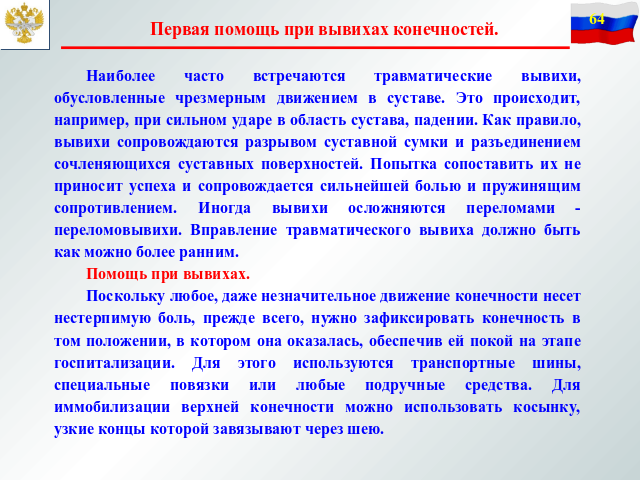 Первая помощь при вывихах конечностей.
64
Наиболее часто встречаются травматические вывихи,
обусловленные чрезмерным движением в суставе. Это происходит,
например, при сильном ударе в область сустава, падении. Как правило,
вывихи сопровождаются разрывом суставной сумки и разъединением
сочленяющихся суставных поверхностей. Попытка сопоставить их не
приносит успеха и сопровождается сильнейшей болью и пружинящим
сопротивлением. Иногда вывихи осложняются переломами -
переломовывихи. Вправление травматического вывиха должно быть
как можно более ранним.
Помощь при вывихах.
Поскольку любое, даже незначительное движение конечности несет
нестерпимую боль, прежде всего, нужно зафиксировать конечность в
том положении, в котором она оказалась, обеспечив ей покой на этапе
госпитализации. Для этого используются транспортные шины,
специальные повязки или любые подручные средства. Для
иммобилизации верхней конечности можно использовать косынку,
узкие концы которой завязывают через шею.